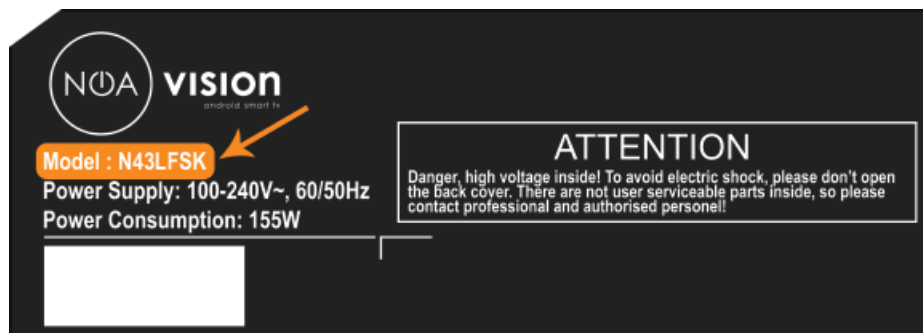 NOA VISION
android smart tv
Model : N43LFSK
Power Supply: 100-240V~, 60/50Hz
Power Consumption: 155W
ATTENTION
Danger, high voltage inside! To avoid electric shock, please don't open
the back cover. There are not user serviceable parts inside, so please
contact professional and authorised personel!